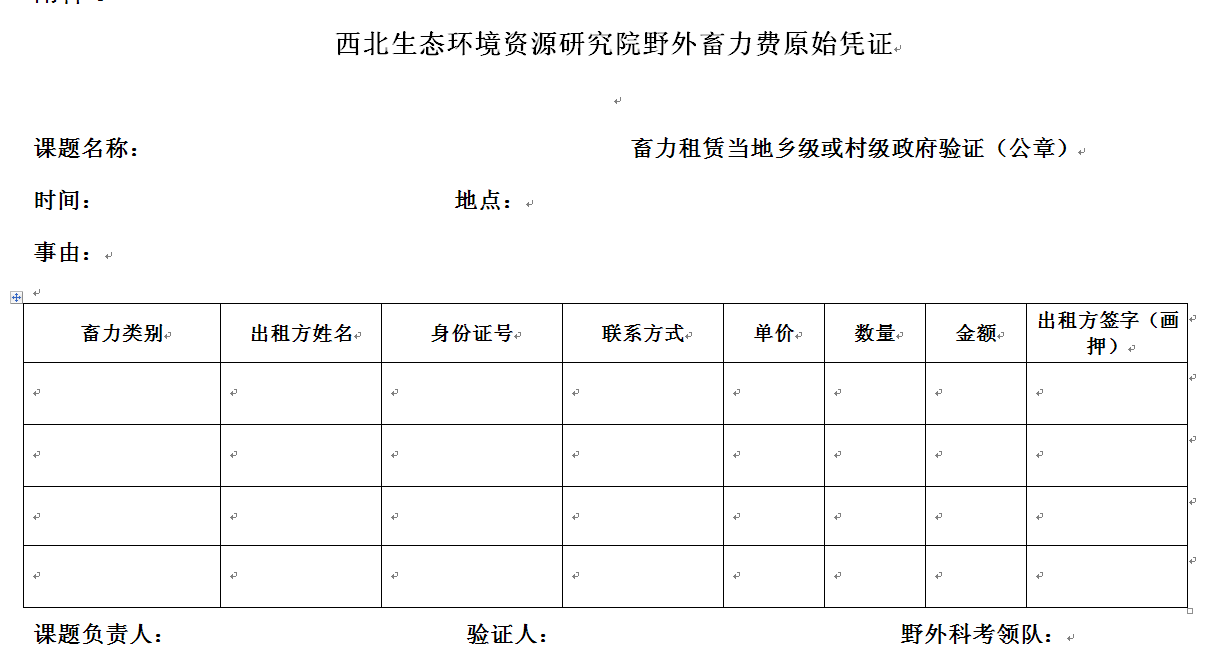 西北生态环境资源研究院野外畜力费原始凭证
课题名称： 畜力租赁当地乡级或村级政府验证（公章）
时间： 地点：
事由：
畜力类别 出租方姓名 身份证号 联系方式 单价 数量 金额 出租方签字（画
押）
课题负责人： 验证人： 野外科考领队：